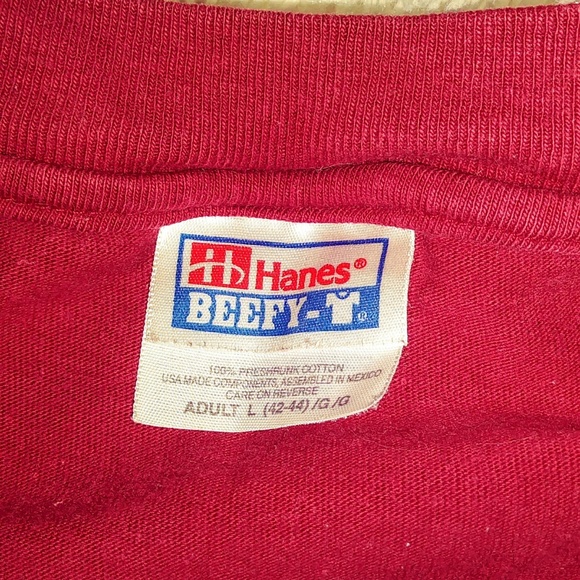 Hanes®
BEEFY-T®
100% PRESHRUNK COTTON
USA MADE COMPONENTS, ASSEMBLED IN MEXICO
CARE ON REVERSE
ADULT L (42-44)/G/G